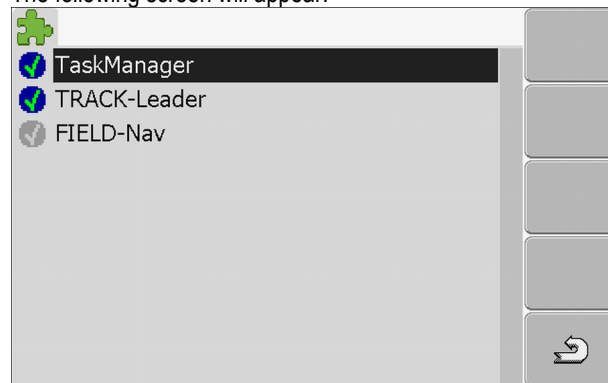 The following screen will appear:
TaskManager
TRACK-Leader
FIELD-Nav